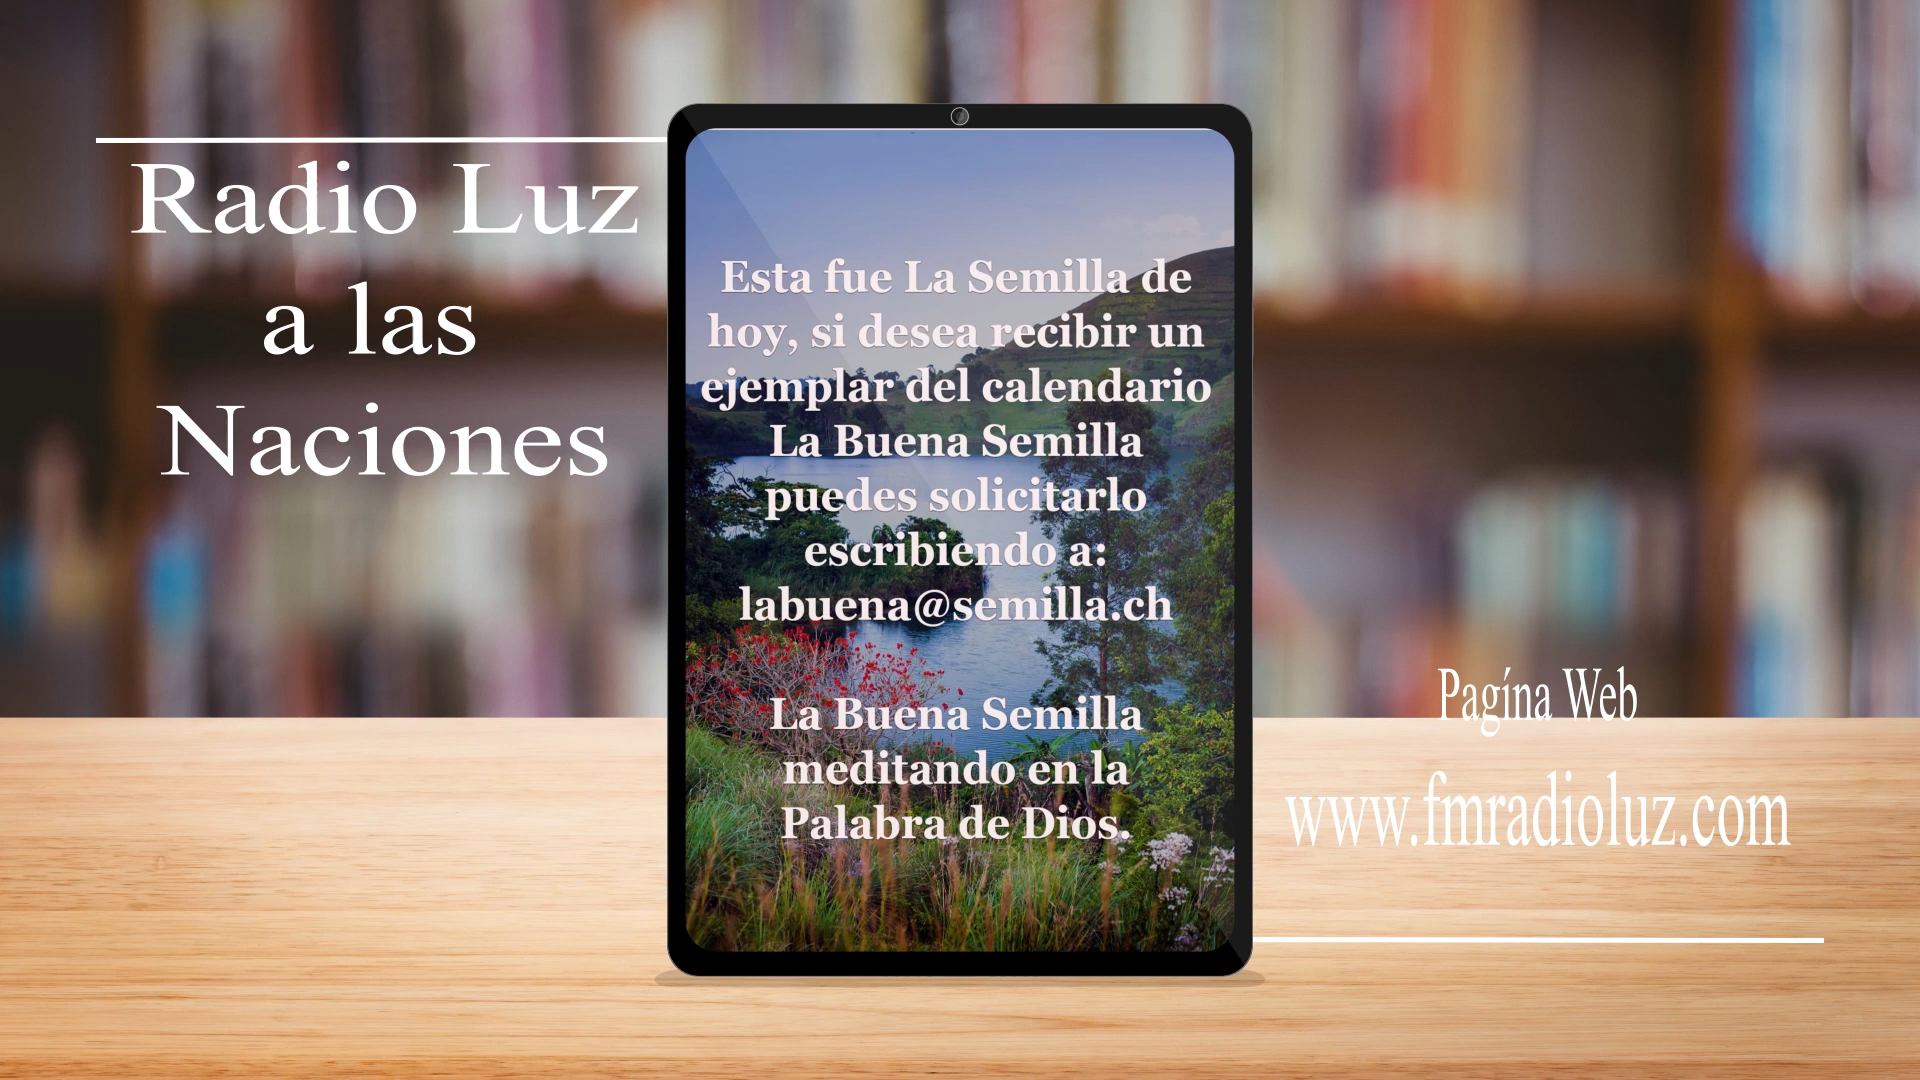 Radio Luz
a las
Naciones
Esta fue La Semilla de
hoy, si desea recibir un
ejemplar del calendario
La Buena Semilla
puedes solicitarlo
escribiendo a:
labuena@semilla.ch
La Buena Semilla
meditando en la
Palabra de Dios.
Pagína Web
www.fmradioluz.com